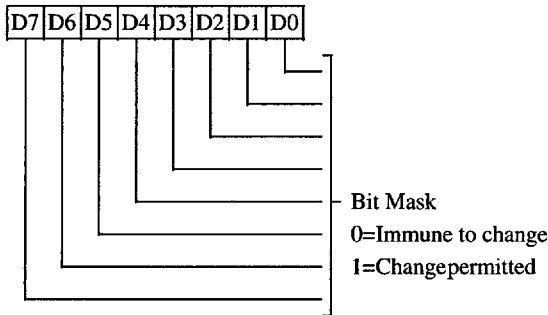 D7 D6 D5 D4 D3 D2 D1 D0
Bit Mask
0=Immune to change
1=Changepermitted